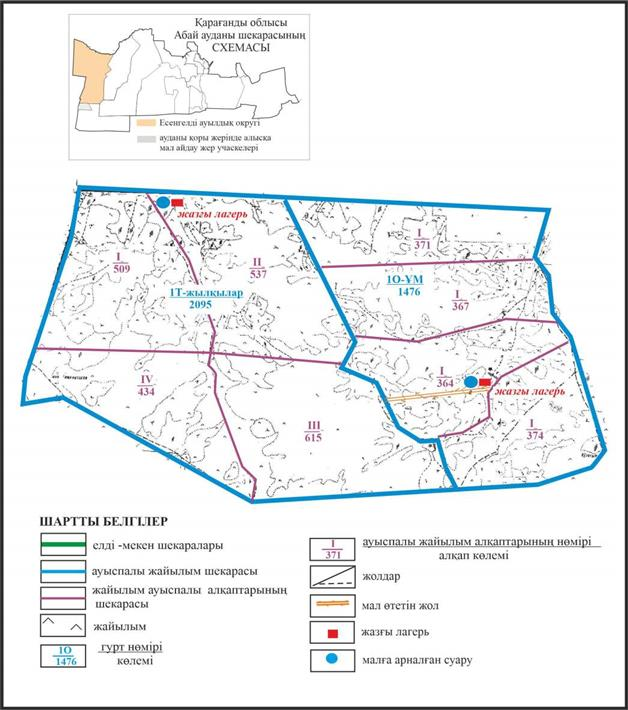 Қарағанды облысы
Абай ауданы шекарасының
СХЕМАСЫ
Есенгелді ауылдық округі
ауданы қоры жерінде алысқа
мал айдау жер учаскелері
жазғы лагерь
I
509
II
537
I
371
1Т-жылқылар
2095
1О-ҰМ
1476
I
367
IV
434
I
364
жазғы лагерь
III
615
I
374
ШАРТТЫ БЕЛГІЛЕР
елді -мекен шекаралары
ауыспалы жайылым шекарасы
жайылым ауыспалы алқаптарының
шекарасы
жайылым
1О
1476
гурт нөмірі
көлемі
I
371
ауыспалы жайылым алқаптарының нөмірі
алқап көлемі
жолдар
мал өтетін жол
жазғы лагерь
малға арналған суару